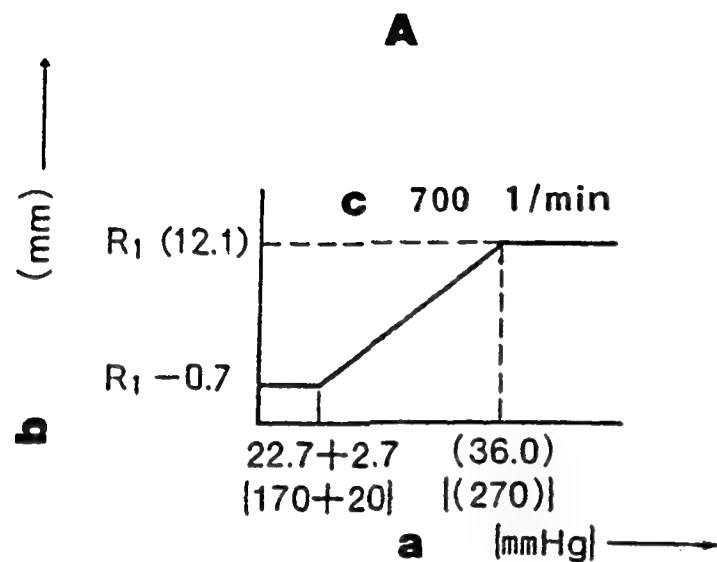 A
c 700 1/min
(mm)
R₁ (12.1)
R₁ −0.7
b
22.7+2.7 (36.0)
|170+20| |(270)|
a |mmHg|